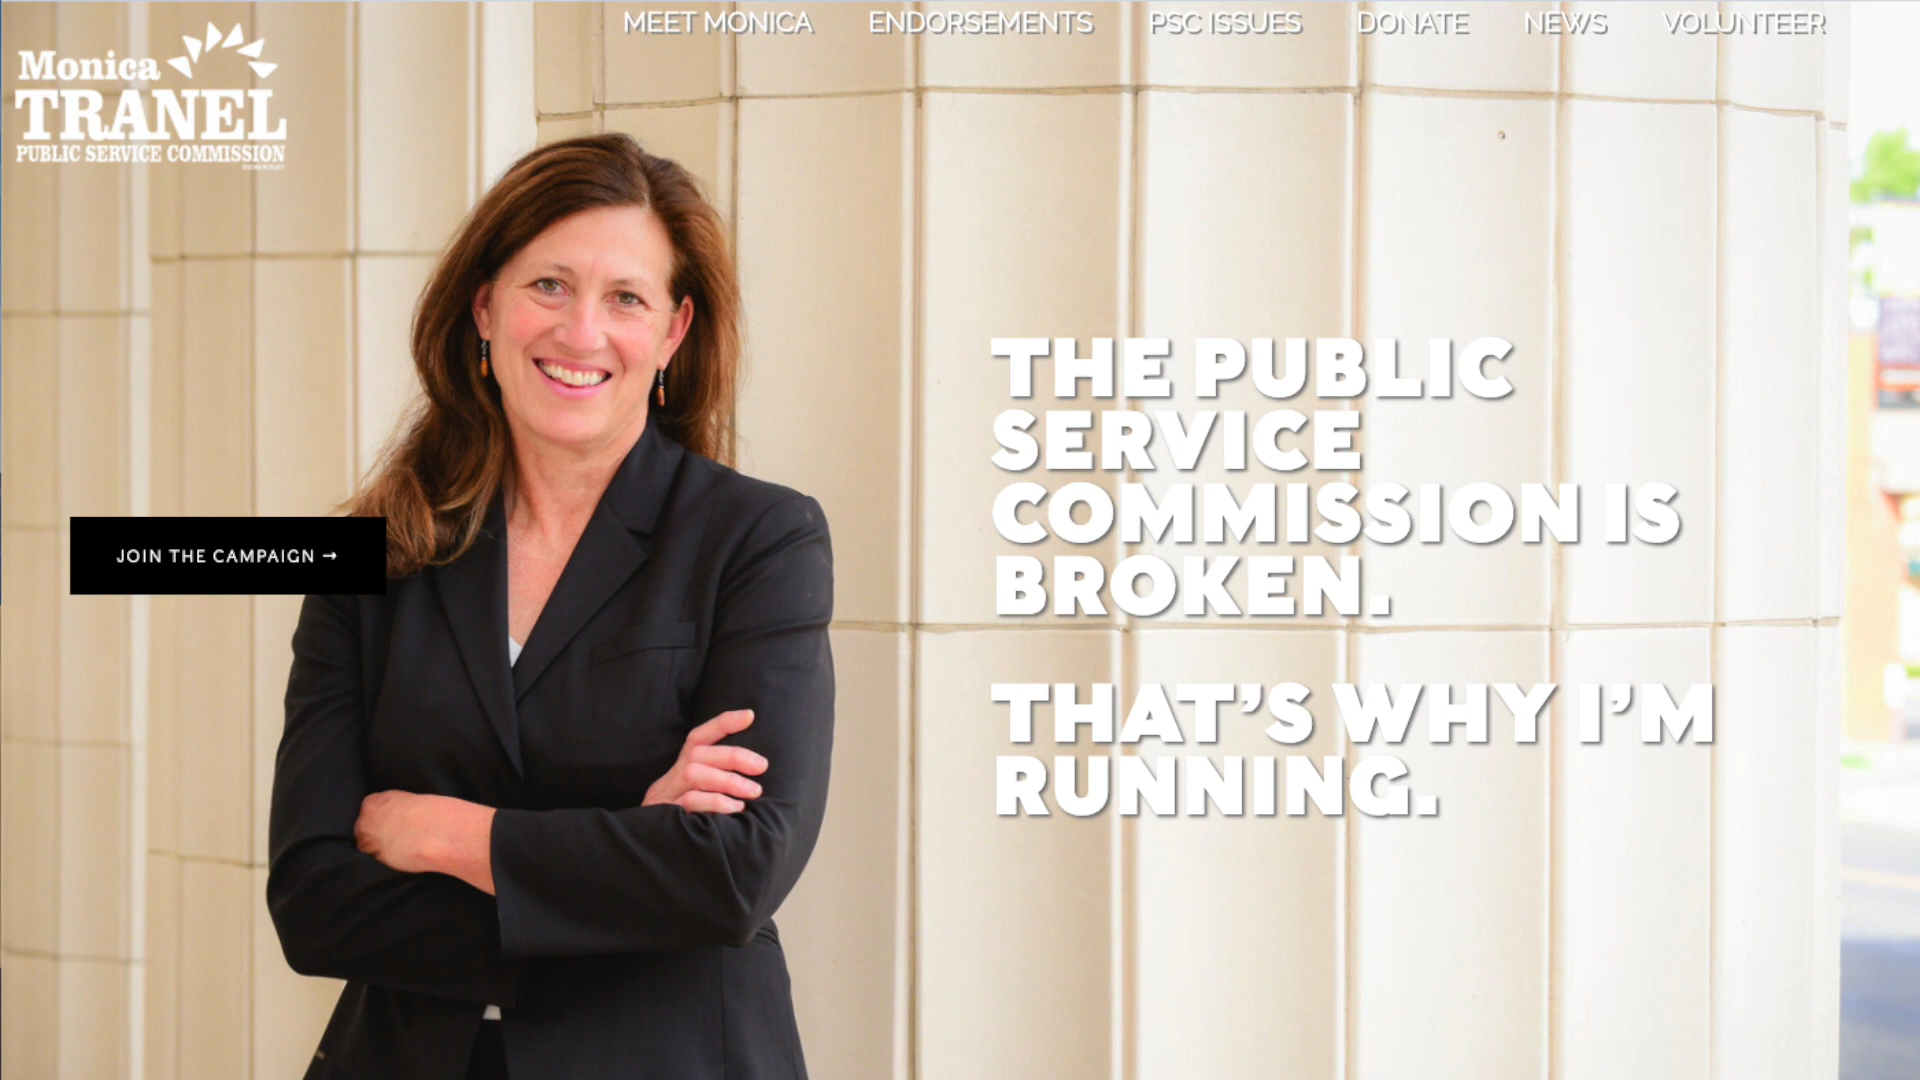 MEET MONICA ENDORSEMENTS PSC ISSUES DONATE NEWS VOLUNTEER
Monica
TRANEL
PUBLIC SERVICE COMMISSION
DEMOCRAT
THE PUBLIC
SERVICE
COMMISSION IS
BROKEN.
JOIN THE CAMPAIGN →
THAT'S WHY I'M
RUNNING.